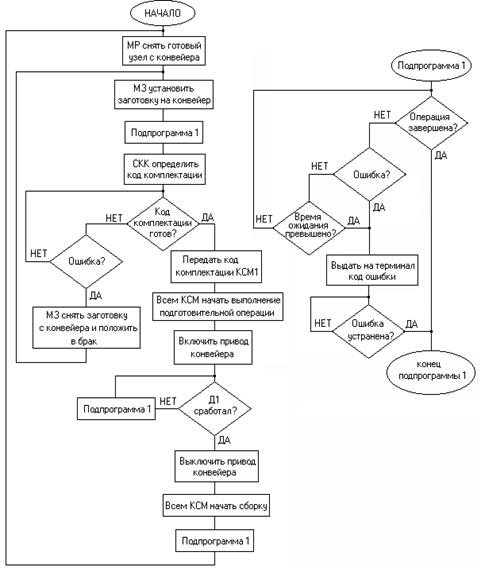 НАЧАЛО
МР снять готовый
узел с конвейера
МЗ установить
заготовку на конвейер
Подпрограмма 1
СКК определить
код комплектации
Код
комплектации
готов?
НЕТ
ДА
Ошибка?
НЕТ
ДА
МЗ снять заготовку
с конвейера и положить
в брак
Передать код
комплектации КСМ1
Всем КСМ начать выполнение
подготовительной операции
Включить привод
конвейера
Д1
сработал?
НЕТ
Подпрограмма 1
ДА
Выключить привод
конвейера
Всем КСМ начать сборку
Подпрограмма 1
Подпрограмма 1
Операция
завершена?
НЕТ
ДА
Ошибка?
НЕТ
ДА
Время
ожидания
превышено?
НЕТ
ДА
Выдать на терминал
код ошибки
Ошибка
устранена?
НЕТ
ДА
конец
подпрограммы 1